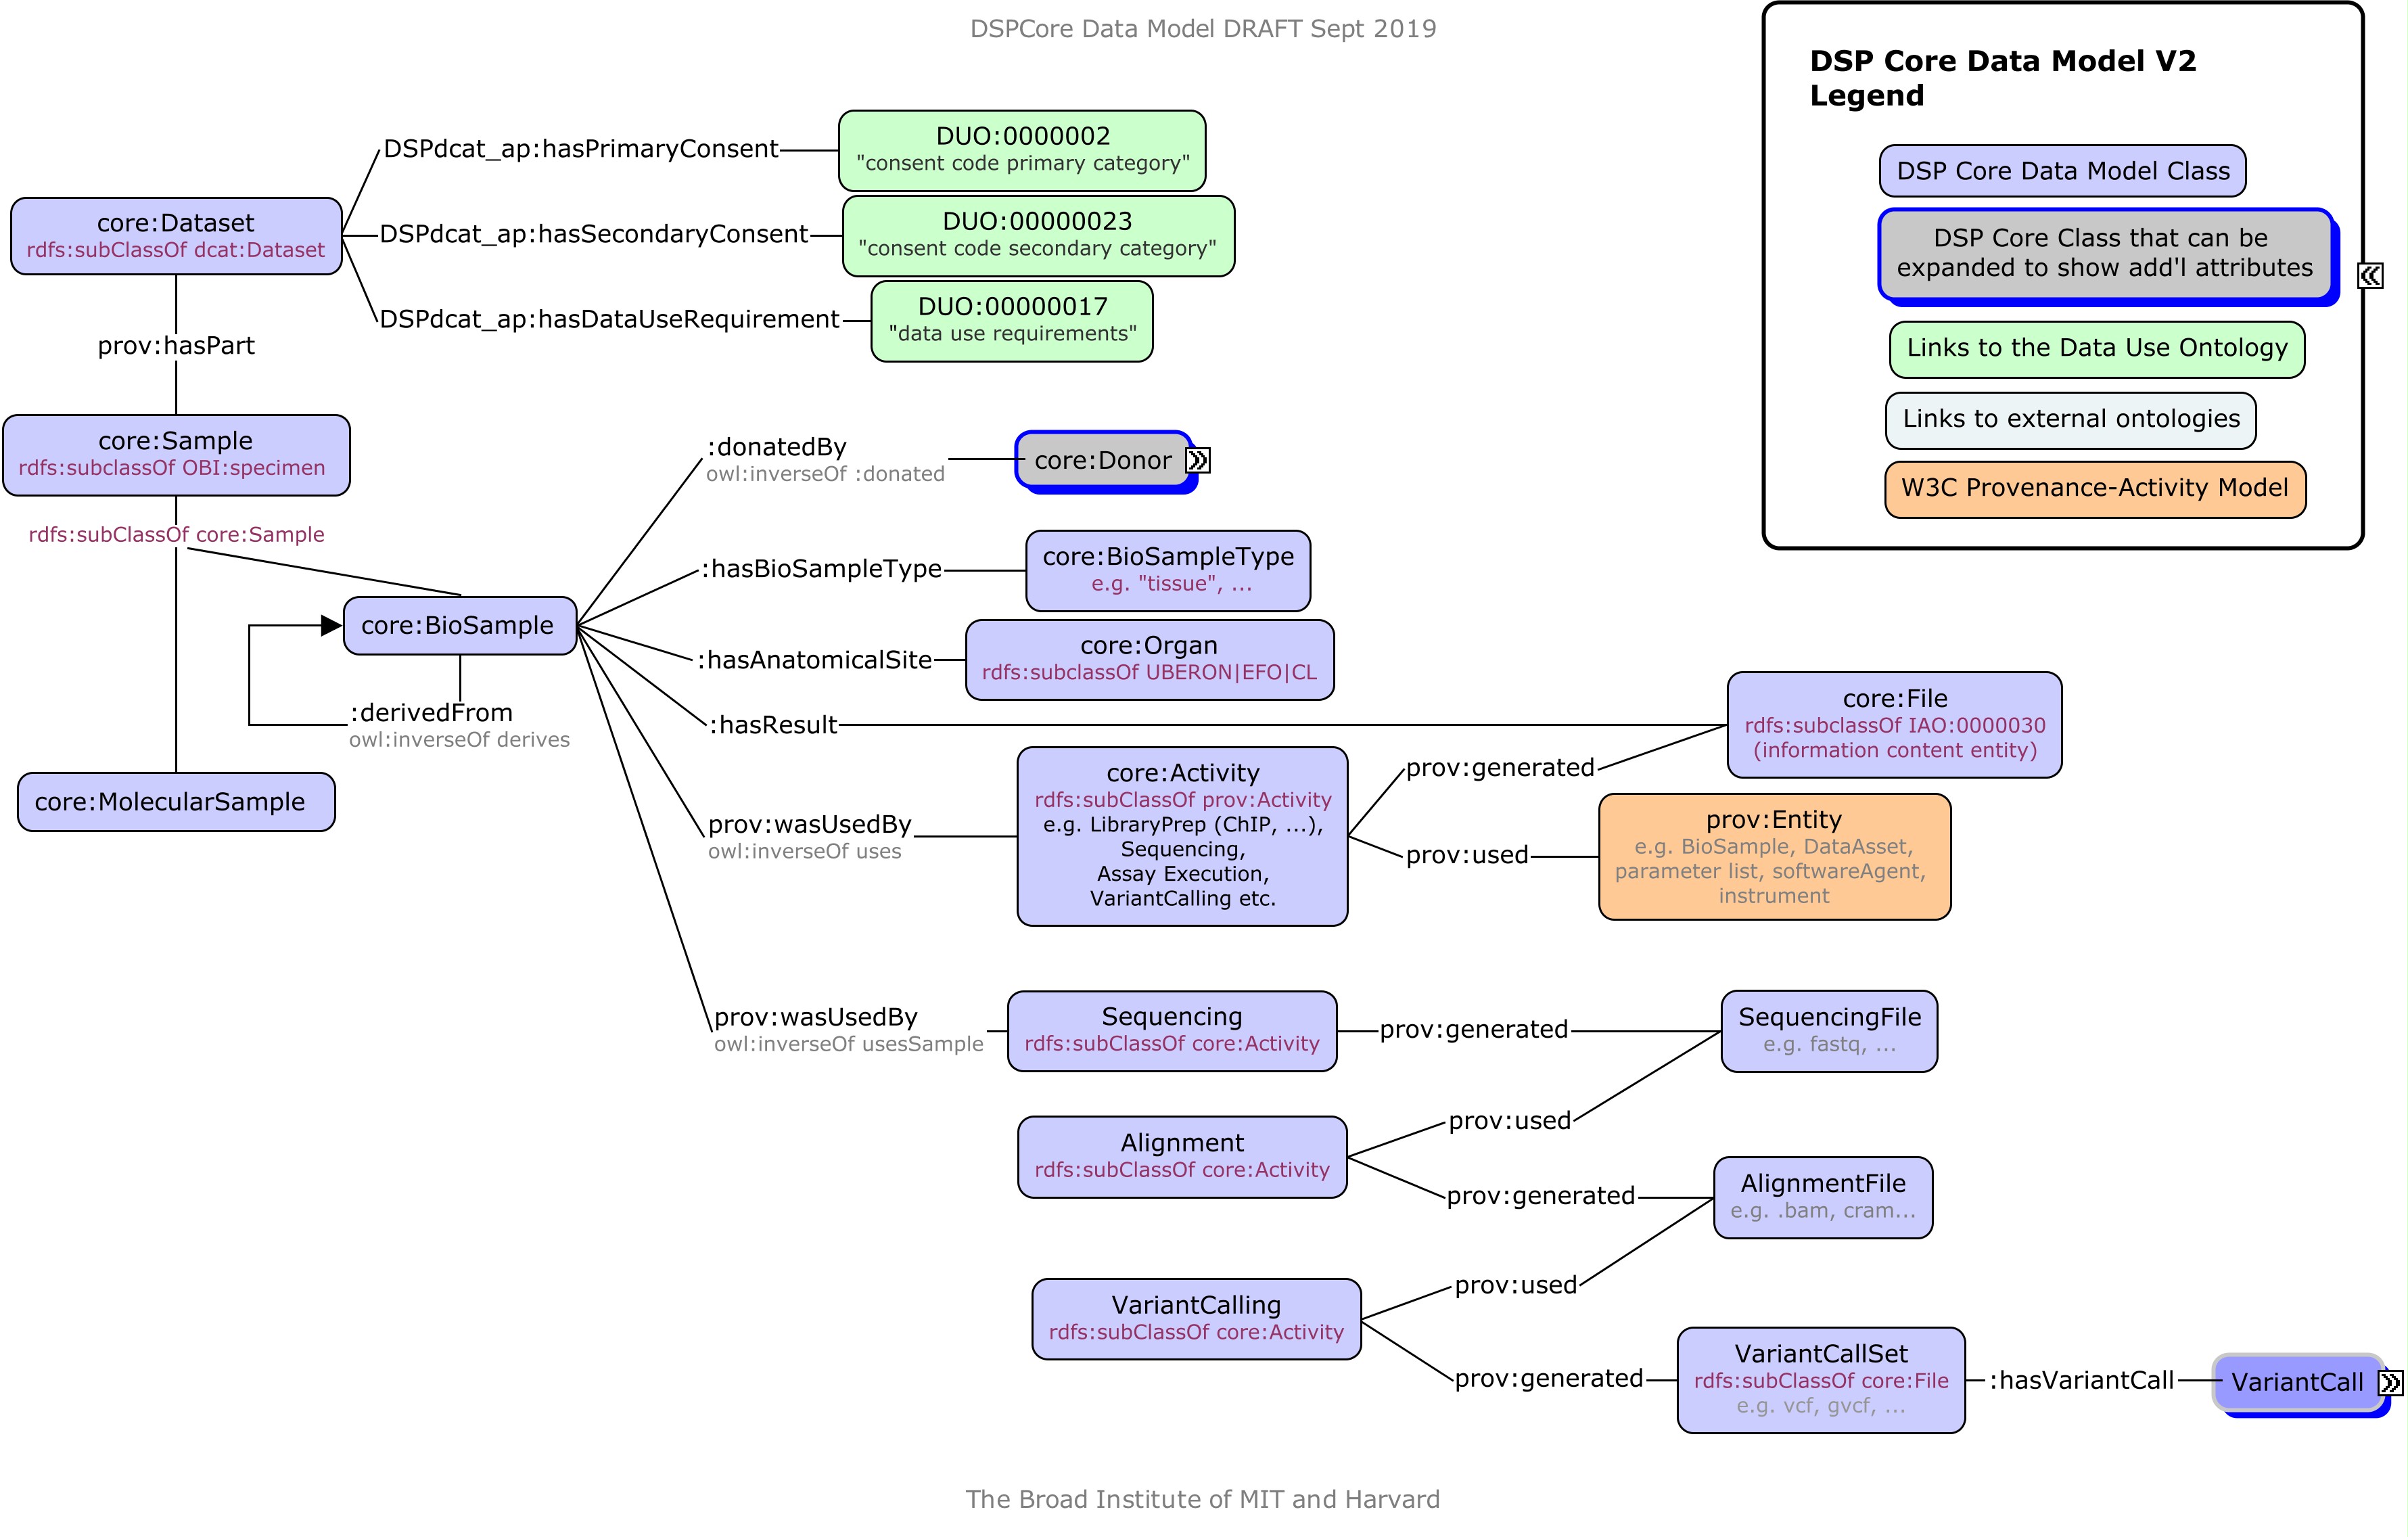 DSPCore Data Model DRAFT Sept 2019
DSP Core Data Model V2
Legend
DSP Core Data Model Class
DSP Core Class that can be
expanded to show add'l attributes
Links to the Data Use Ontology
Links to external ontologies
W3C Provenance-Activity Model
core:Dataset
rdfs:subClassOf dcat:Dataset
DSPdcat_ap:hasPrimaryConsent
DUO:0000002
"consent code primary category"
DSPdcat_ap:hasSecondaryConsent
DUO:00000023
"consent code secondary category"
DSPdcat_ap:hasDataUseRequirement
DUO:00000017
"data use requirements"
prov:hasPart
core:Sample
rdfs:subclassOf OBI:specimen
rdfs:subClassOf core:Sample
core:BioSample
:derivedFrom
owl:inverseOf derives
core:MolecularSample
:donatedBy
owl:inverseOf :donated
core:Donor
:hasBioSampleType
core:BioSampleType
e.g. "tissue", ...
:hasAnatomicalSite
core:Organ
rdfs:subclassOf UBERON|EFO|CL
:hasResult
core:File
rdfs:subclassOf IAO:0000030
(information content entity)
prov:wasUsedBy
owl:inverseOf uses
core:Activity
rdfs:subClassOf prov:Activity
e.g. LibraryPrep (ChIP, ...),
Sequencing,
Assay Execution,
VariantCalling etc.
prov:generated
prov:used
prov:Entity
e.g. BioSample, DataAsset,
parameter list, softwareAgent,
instrument
prov:wasUsedBy
owl:inverseOf usesSample
Sequencing
rdfs:subClassOf core:Activity
prov:generated
SequencingFile
e.g. fastq, ...
Alignment
rdfs:subClassOf core:Activity
prov:used
prov:generated
AlignmentFile
e.g. .bam, cram...
VariantCalling
rdfs:subClassOf core:Activity
prov:used
prov:generated
VariantCallSet
rdfs:subClassOf core:File
e.g. vcf, gvcf, ...
:hasVariantCall
VariantCall
The Broad Institute of MIT and Harvard